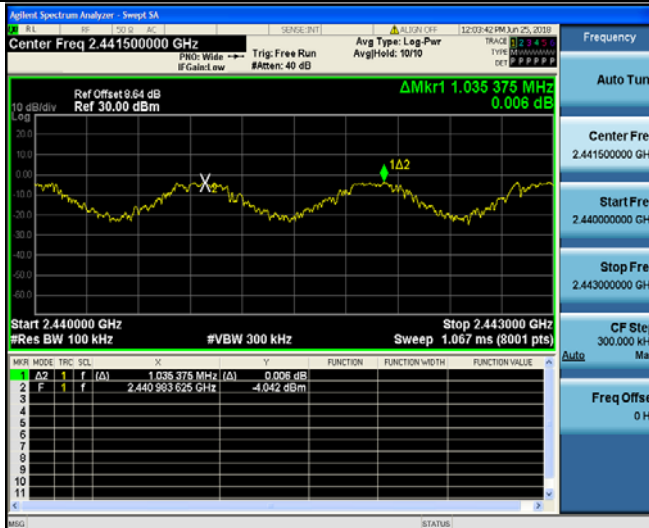 Agilent Spectrum Analyzer - Swept SA
RL RF 50 Ω AC SENSE:INT ALIGN OFF 12:03:42 PM Jun 25, 2018
Center Freq 2.441500000 GHz
PNO: Wide
IFGain:Low
Trig: Free Run
#Atten: 40 dB
Avg Type: Log-Pwr
Avg|Hold: 10/10
TRACE 1 2 3 4 5 6
TYPE M
DET P P P P P P
Ref Offset 8.64 dB
Ref 30.00 dBm
ΔMkr1 1.035 375 MHz
0.006 dB
10 dB/div
Log
20.0
10.0
0.00
-10.0
-20.0
-30.0
-40.0
-50.0
-60.0
1Δ2
X2
Start 2.440000 GHz
Stop 2.443000 GHz
#Res BW 100 kHz #VBW 300 kHz Sweep 1.067 ms (8001 pts)
MKR MODE TRC SCL X Y FUNCTION FUNCTION WIDTH FUNCTION VALUE
1 Δ2 1 f (Δ) 1.035 375 MHz (Δ) 0.006 dB
2 F 1 f 2.440 983 625 GHz -4.042 dBm
3
4
5
6
7
8
9
10
11
MSG STATUS
Frequency
Auto Tun
Center Fre
2.441500000 GH
Start Fre
2.440000000 GH
Stop Fre
2.443000000 GH
CF Ste
300.000 kH
Auto Ma
Freq Offse
0 H